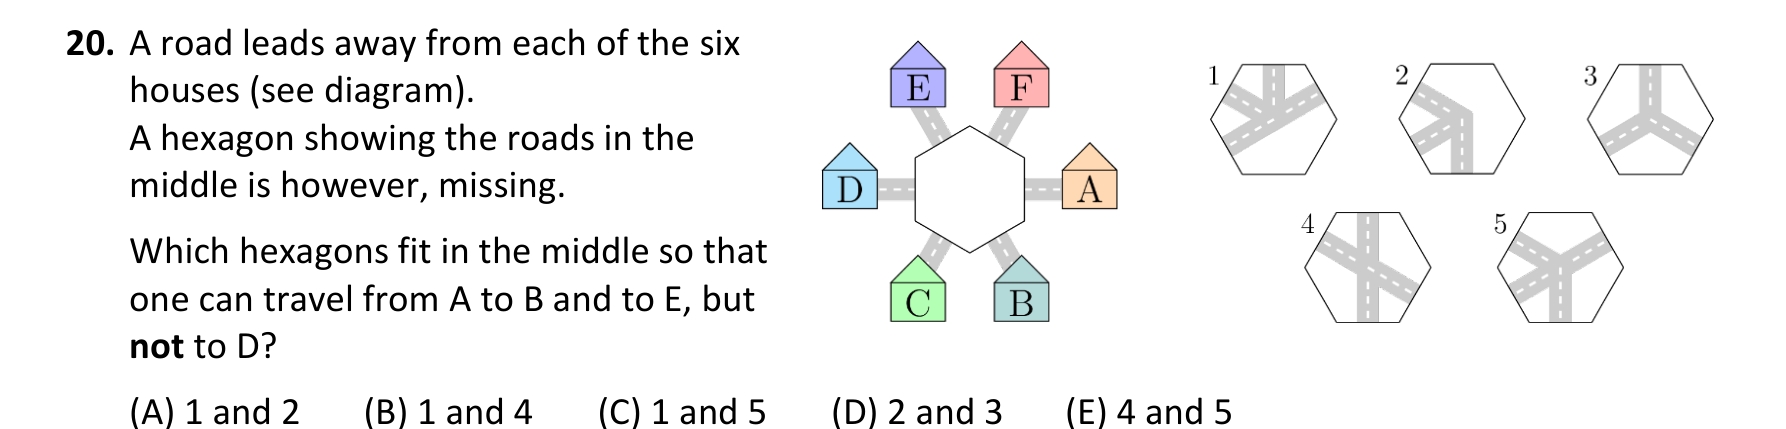 20. A road leads away from each of the six
houses (see diagram).
A hexagon showing the roads in the
middle is however, missing.
Which hexagons fit in the middle so that
one can travel from A to B and to E, but
not to D?
(A) 1 and 2 (B) 1 and 4 (C) 1 and 5 (D) 2 and 3 (E) 4 and 5
E F
D A
C B
1 2 3
4 5